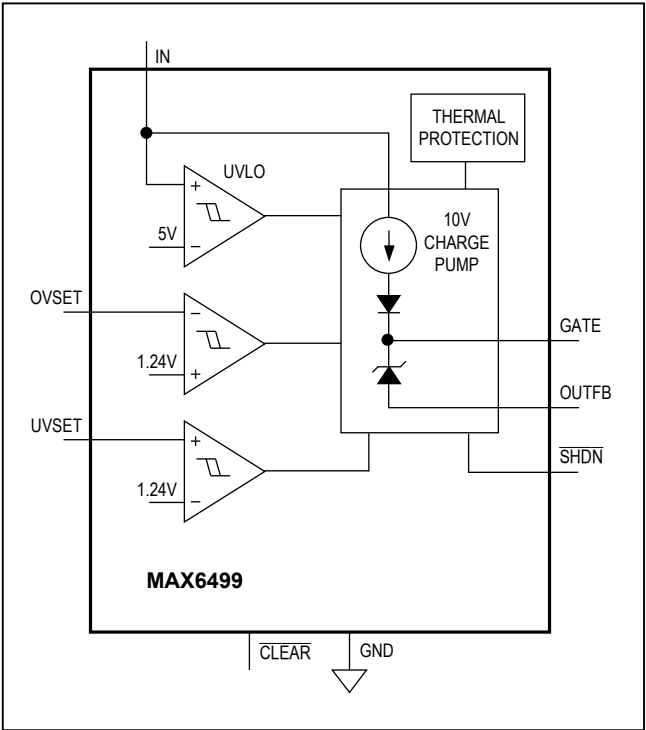 IN
THERMAL
PROTECTION
UVLO
+
5V
−
10V
CHARGE
PUMP
OVSET
−
1.24V
+
GATE
OUTFB
UVSET
+
1.24V
−
SHDN
MAX6499
CLEAR
GND